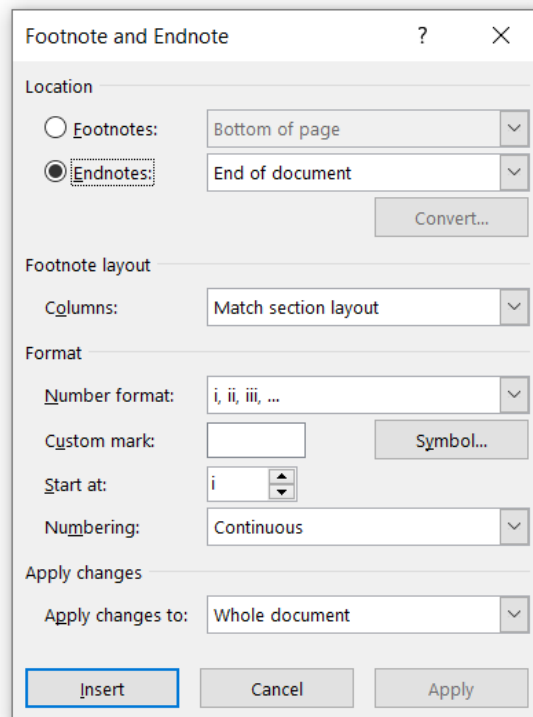 Footnote and Endnote ?
Location
Footnotes: Bottom of page
Endnotes: End of document
Convert...
Footnote layout
Columns: Match section layout
Format
Number format: i, ii, iii, ...
Custom mark: Symbol...
Start at: i
Numbering: Continuous
Apply changes
Apply changes to: Whole document
Insert Cancel Apply